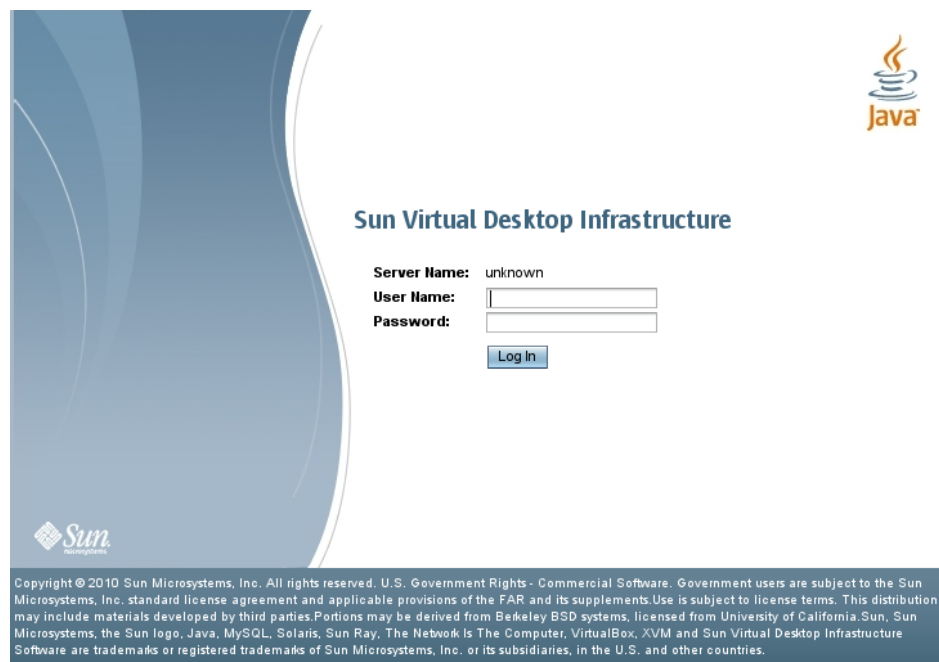 Java™
Sun Virtual Desktop Infrastructure
Server Name: unknown
User Name:
Password:
Log In
Sun
microsystems
Copyright © 2010 Sun Microsystems, Inc. All rights reserved. U.S. Government Rights - Commercial Software. Government users are subject to the Sun
Microsystems, Inc. standard license agreement and applicable provisions of the FAR and its supplements.Use is subject to license terms. This distribution
may include materials developed by third parties.Portions may be derived from Berkeley BSD systems, licensed from University of California.Sun, Sun
Microsystems, the Sun logo, Java, MySQL, Solaris, Sun Ray, The Network Is The Computer, VirtualBox, XVM and Sun Virtual Desktop Infrastructure
Software are trademarks or registered trademarks of Sun Microsystems, Inc. or its subsidiaries, in the U.S. and other countries.